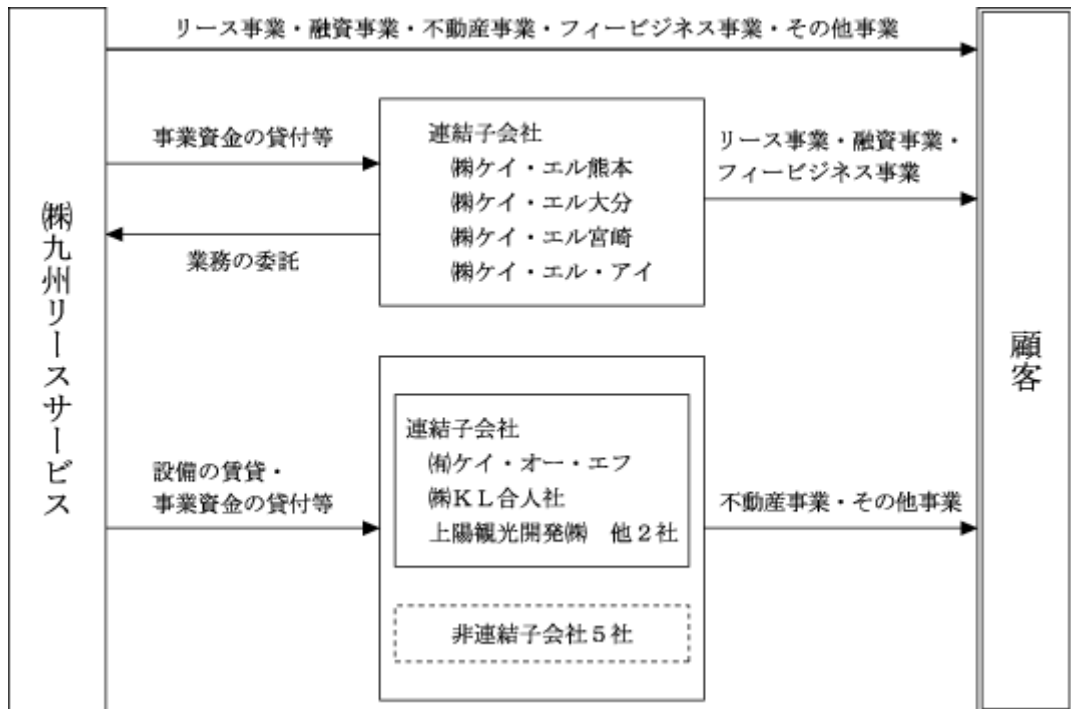 リース事業・融資事業・不動産事業・フィービジネス事業・その他事業
㈱九州リースサービス
事業資金の貸付等
業務の委託
連結子会社
㈱ケイ・エル熊本
㈱ケイ・エル大分
㈱ケイ・エル宮崎
㈱ケイ・エル・アイ
リース事業・融資事業・
フィービジネス事業
設備の賃貸・
事業資金の貸付等
連結子会社
㈲ケイ・オー・エフ
㈱ＫＬ合人社
上陽観光開発㈱　他２社
非連結子会社５社
不動産事業・その他事業
顧客